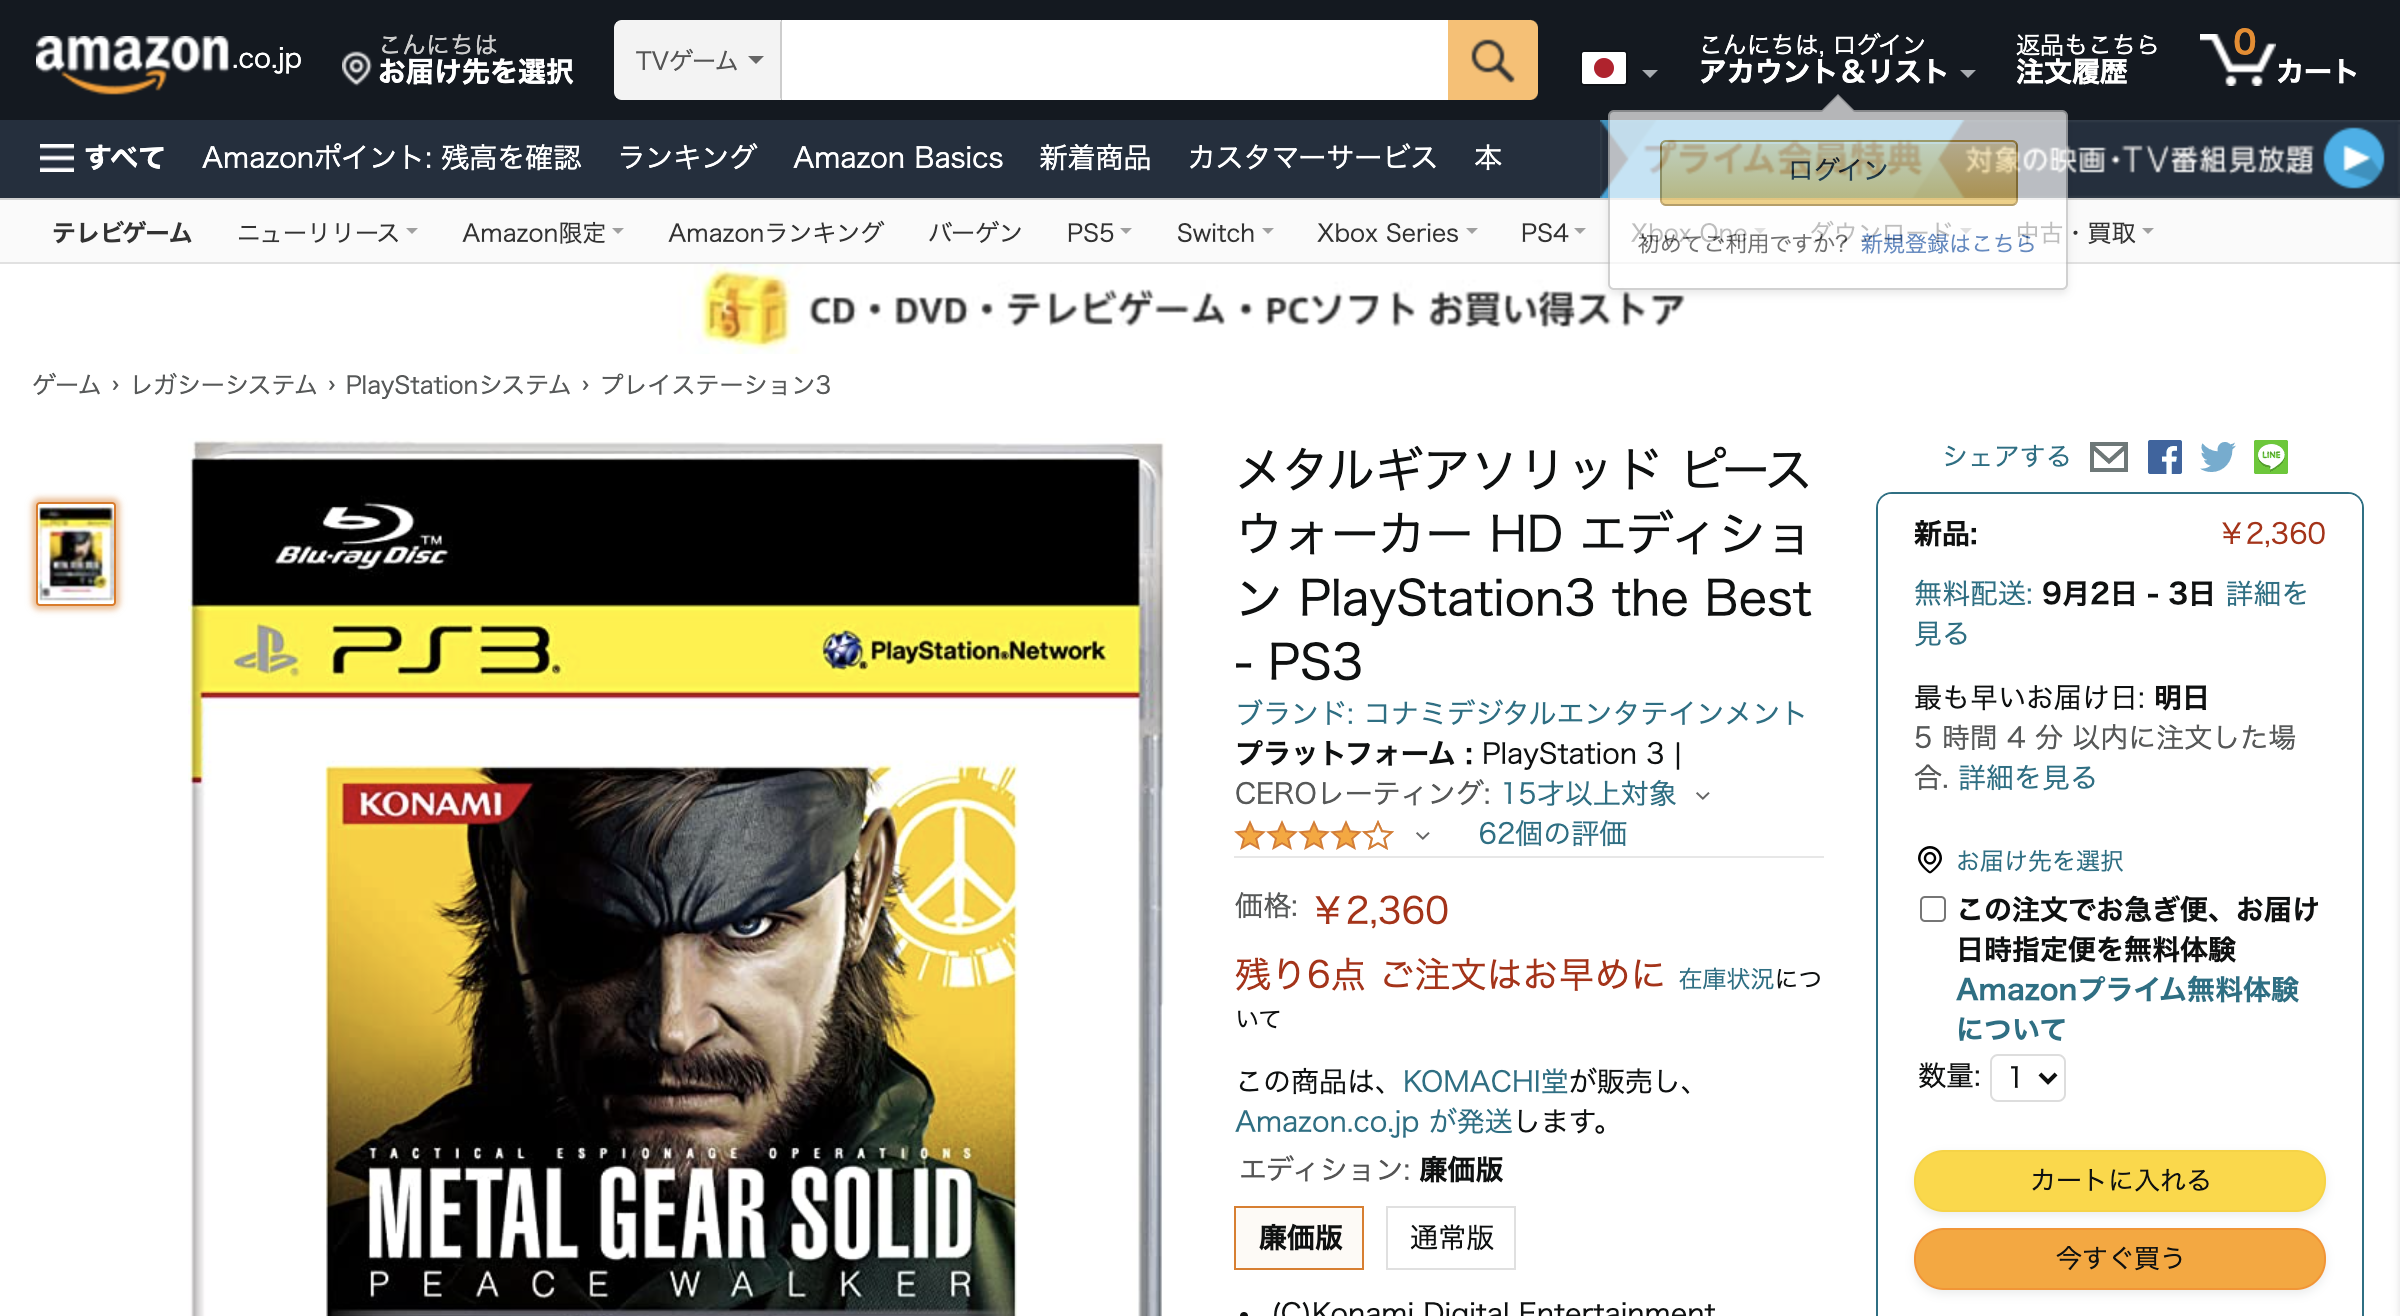 amazon.co.jp
こんにちは
お届け先を選択
TVゲーム
こんにちは, ログイン
アカウント&リスト
返品もこちら
注文履歴
0
カート
すべて
Amazonポイント: 残高を確認
ランキング
Amazon Basics
新着商品
カスタマーサービス
本
プライム会員特典
対象の映画・TV番組見放題
ログイン
初めてご利用ですか? 新規登録はこちら
テレビゲーム
ニューリリース
Amazon限定
Amazonランキング
バーゲン
PS5
Switch
Xbox Series
PS4
Xbox One
ダウンロード
中古・買取
CD・DVD・テレビゲーム・PCソフト お買い得ストア
ゲーム › レガシーシステム › PlayStationシステム › プレイステーション3
Blu-ray Disc™
PS3
PlayStation®Network
KONAMI
TACTICAL ESPIONAGE OPERATIONS
METAL GEAR SOLID
PEACE WALKER
メタルギアソリッド ピース
ウォーカー HD エディショ
ン PlayStation3 the Best
- PS3
ブランド: コナミデジタルエンタテインメント
プラットフォーム : PlayStation 3 |
CEROレーティング: 15才以上対象
62個の評価
価格: ￥2,360
残り6点 ご注文はお早めに 在庫状況につ
いて
この商品は、KOMACHI堂が販売し、
Amazon.co.jp が発送します。
エディション: 廉価版
廉価版
通常版
• (C)Konami Digital Entertainment
シェアする
LINE
新品: ￥2,360
無料配送: 9月2日 - 3日 詳細を
見る
最も早いお届け日: 明日
5 時間 4 分 以内に注文した場
合. 詳細を見る
お届け先を選択
この注文でお急ぎ便、お届け
日時指定便を無料体験
Amazonプライム無料体験
について
数量: 1
カートに入れる
今すぐ買う